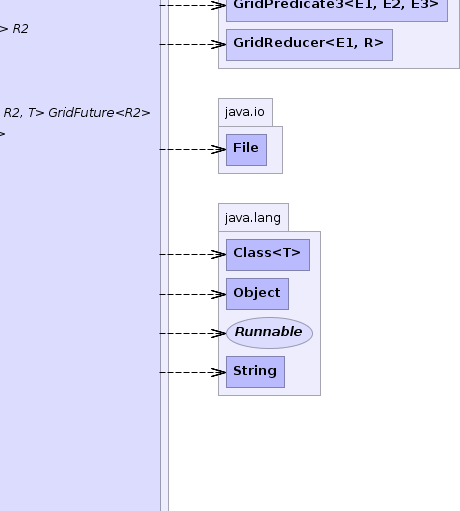 GridPredicate3<E1, E2, E3>
> R2
GridReducer<E1, R>
R2, T> GridFuture<R2>
>
java.io
File
java.lang
Class<T>
Object
Runnable
String